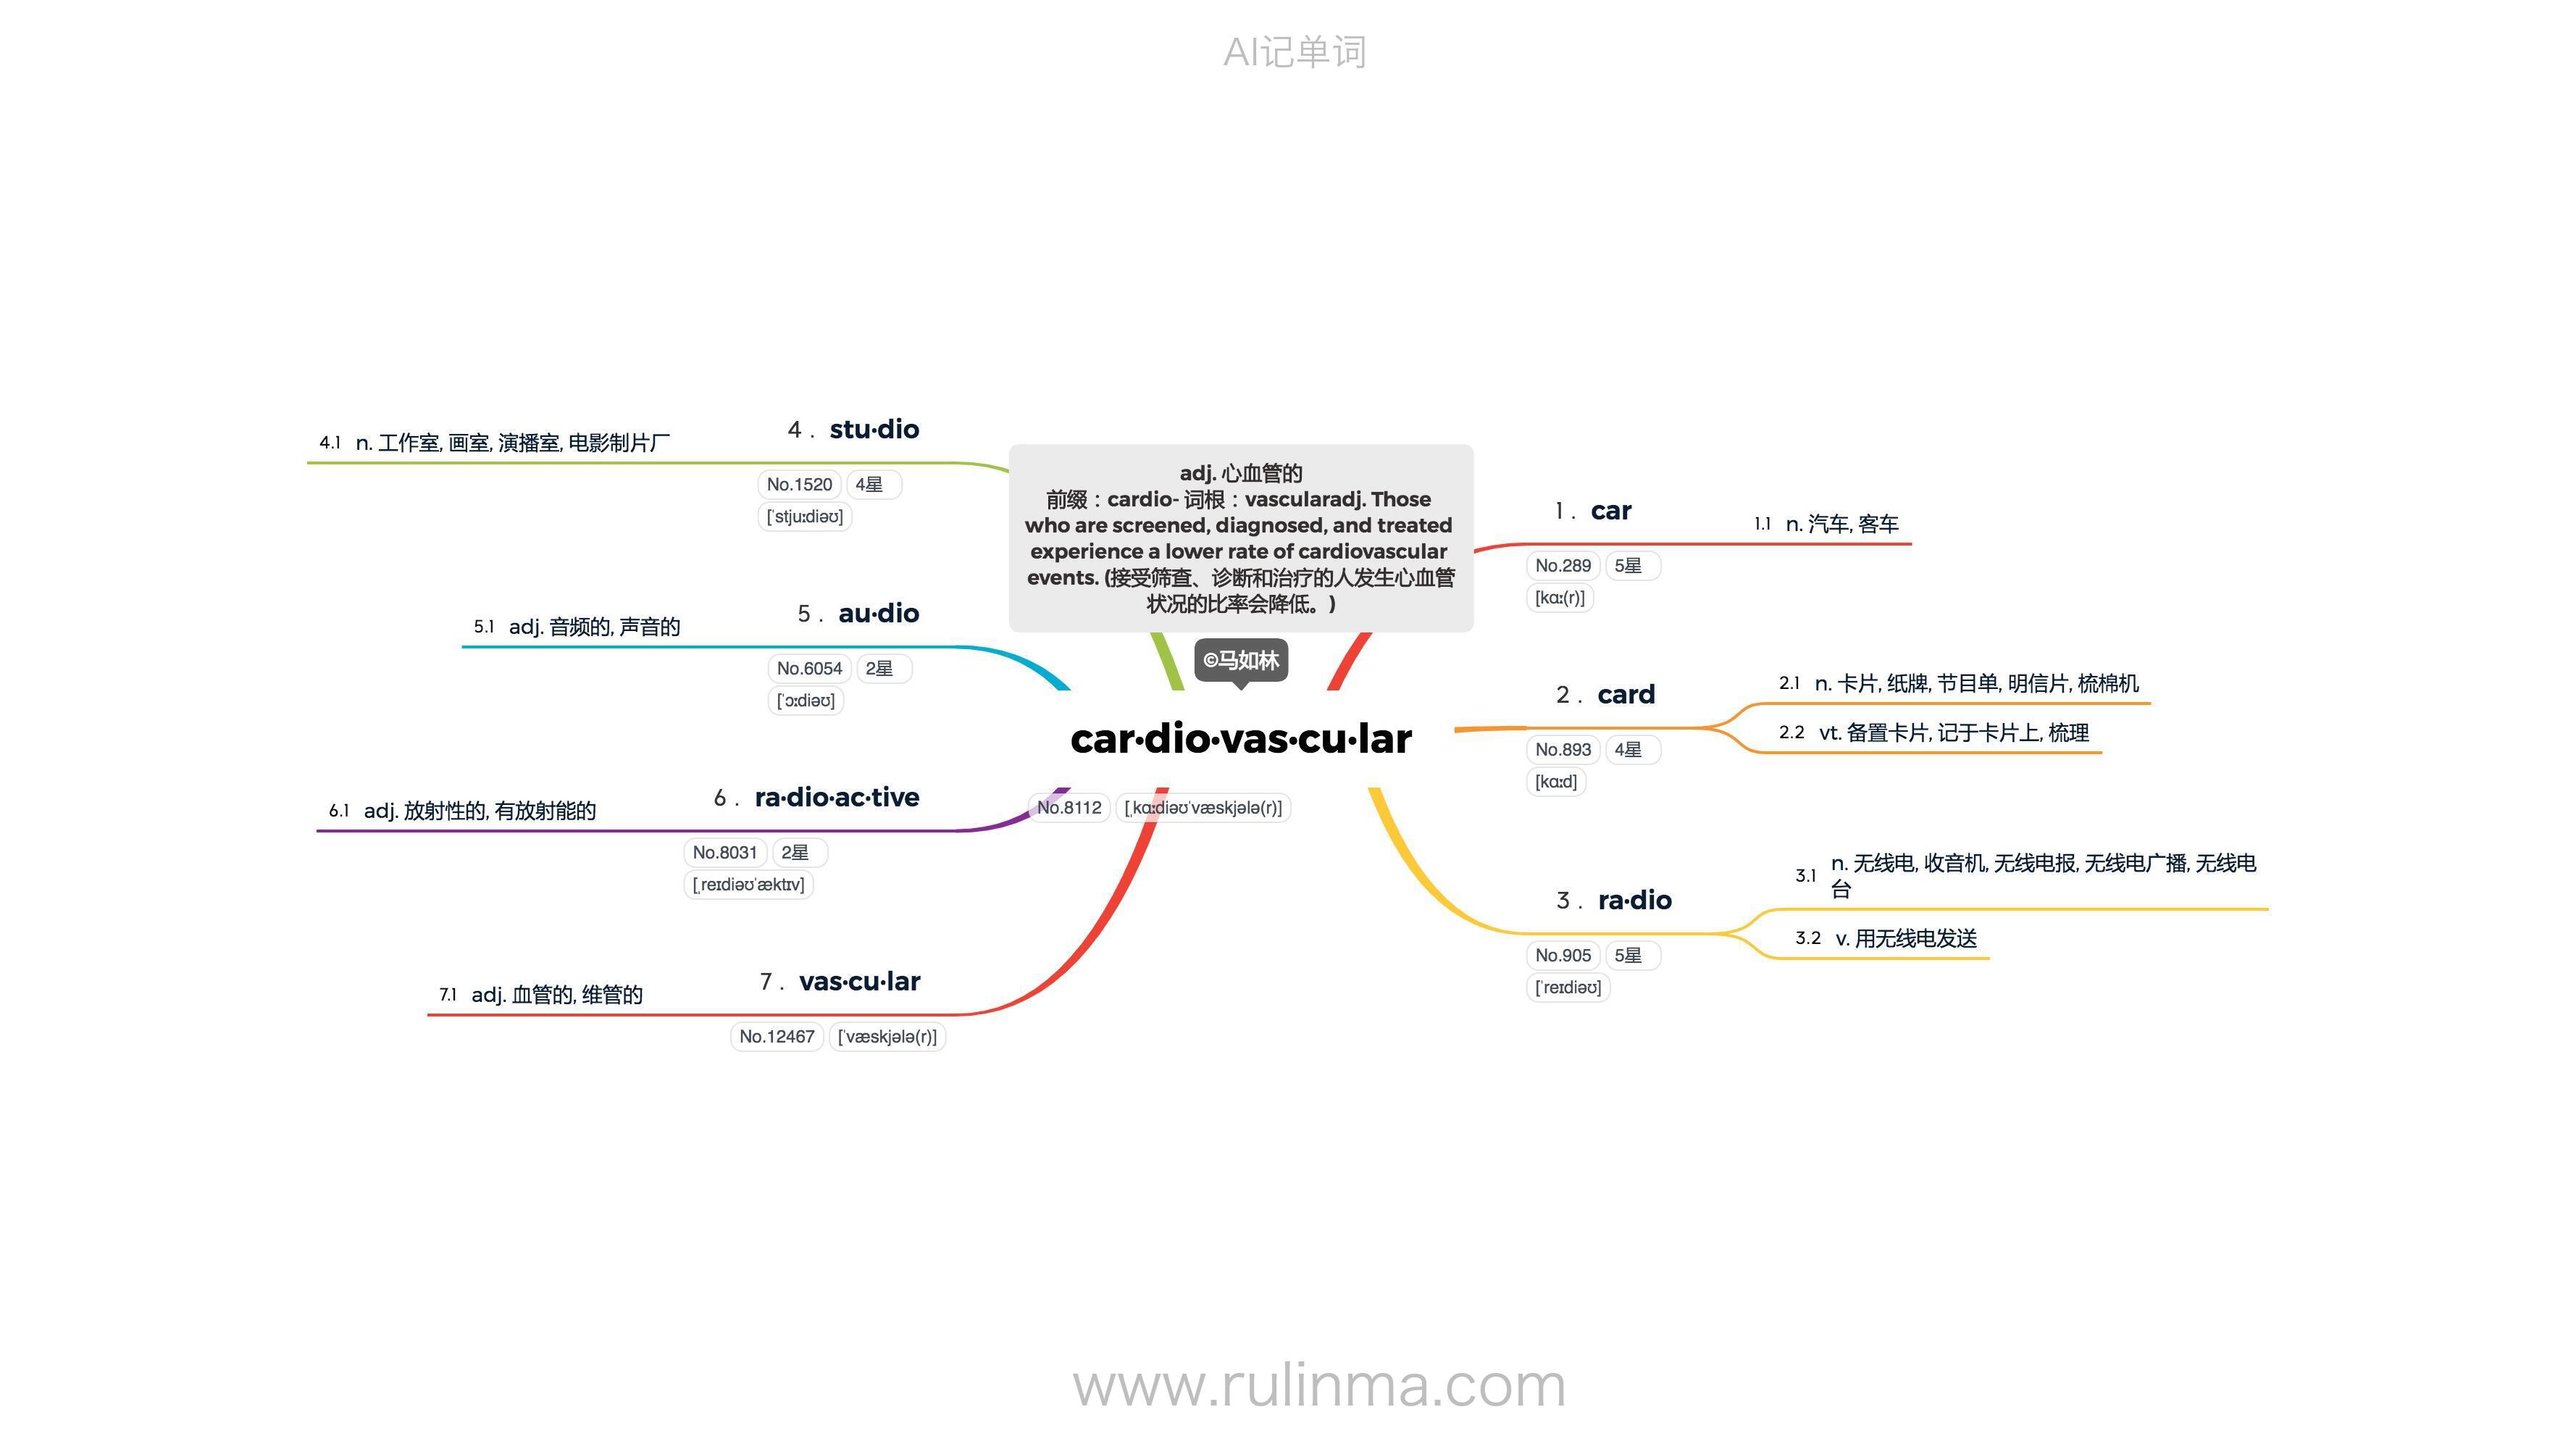 AI记单词
adj. 心血管的
前缀：cardio- 词根：vascularadj. Those
who are screened, diagnosed, and treated
experience a lower rate of cardiovascular
events. (接受筛查、诊断和治疗的人发生心血管
状况的比率会降低。)
©马如林
car·dio·vas·cu·lar
No.8112 [ˌkɑːdiəʊˈvæskjələ(r)]
1 . car
No.289 5星
[kɑː(r)]
1.1 n. 汽车, 客车
2 . card
No.893 4星
[kɑːd]
2.1 n. 卡片, 纸牌, 节目单, 明信片, 梳棉机
2.2 vt. 备置卡片, 记于卡片上, 梳理
3 . ra·dio
No.905 5星
[ˈreɪdiəʊ]
3.1 n. 无线电, 收音机, 无线电报, 无线电广播, 无线电
台
3.2 v. 用无线电发送
4 . stu·dio
No.1520 4星
[ˈstjuːdiəʊ]
4.1 n. 工作室, 画室, 演播室, 电影制片厂
5 . au·dio
No.6054 2星
[ˈɔːdiəʊ]
5.1 adj. 音频的, 声音的
6 . ra·dio·ac·tive
No.8031 2星
[ˌreɪdiəʊˈæktɪv]
6.1 adj. 放射性的, 有放射能的
7 . vas·cu·lar
No.12467 [ˈvæskjələ(r)]
7.1 adj. 血管的, 维管的
www.rulinma.com